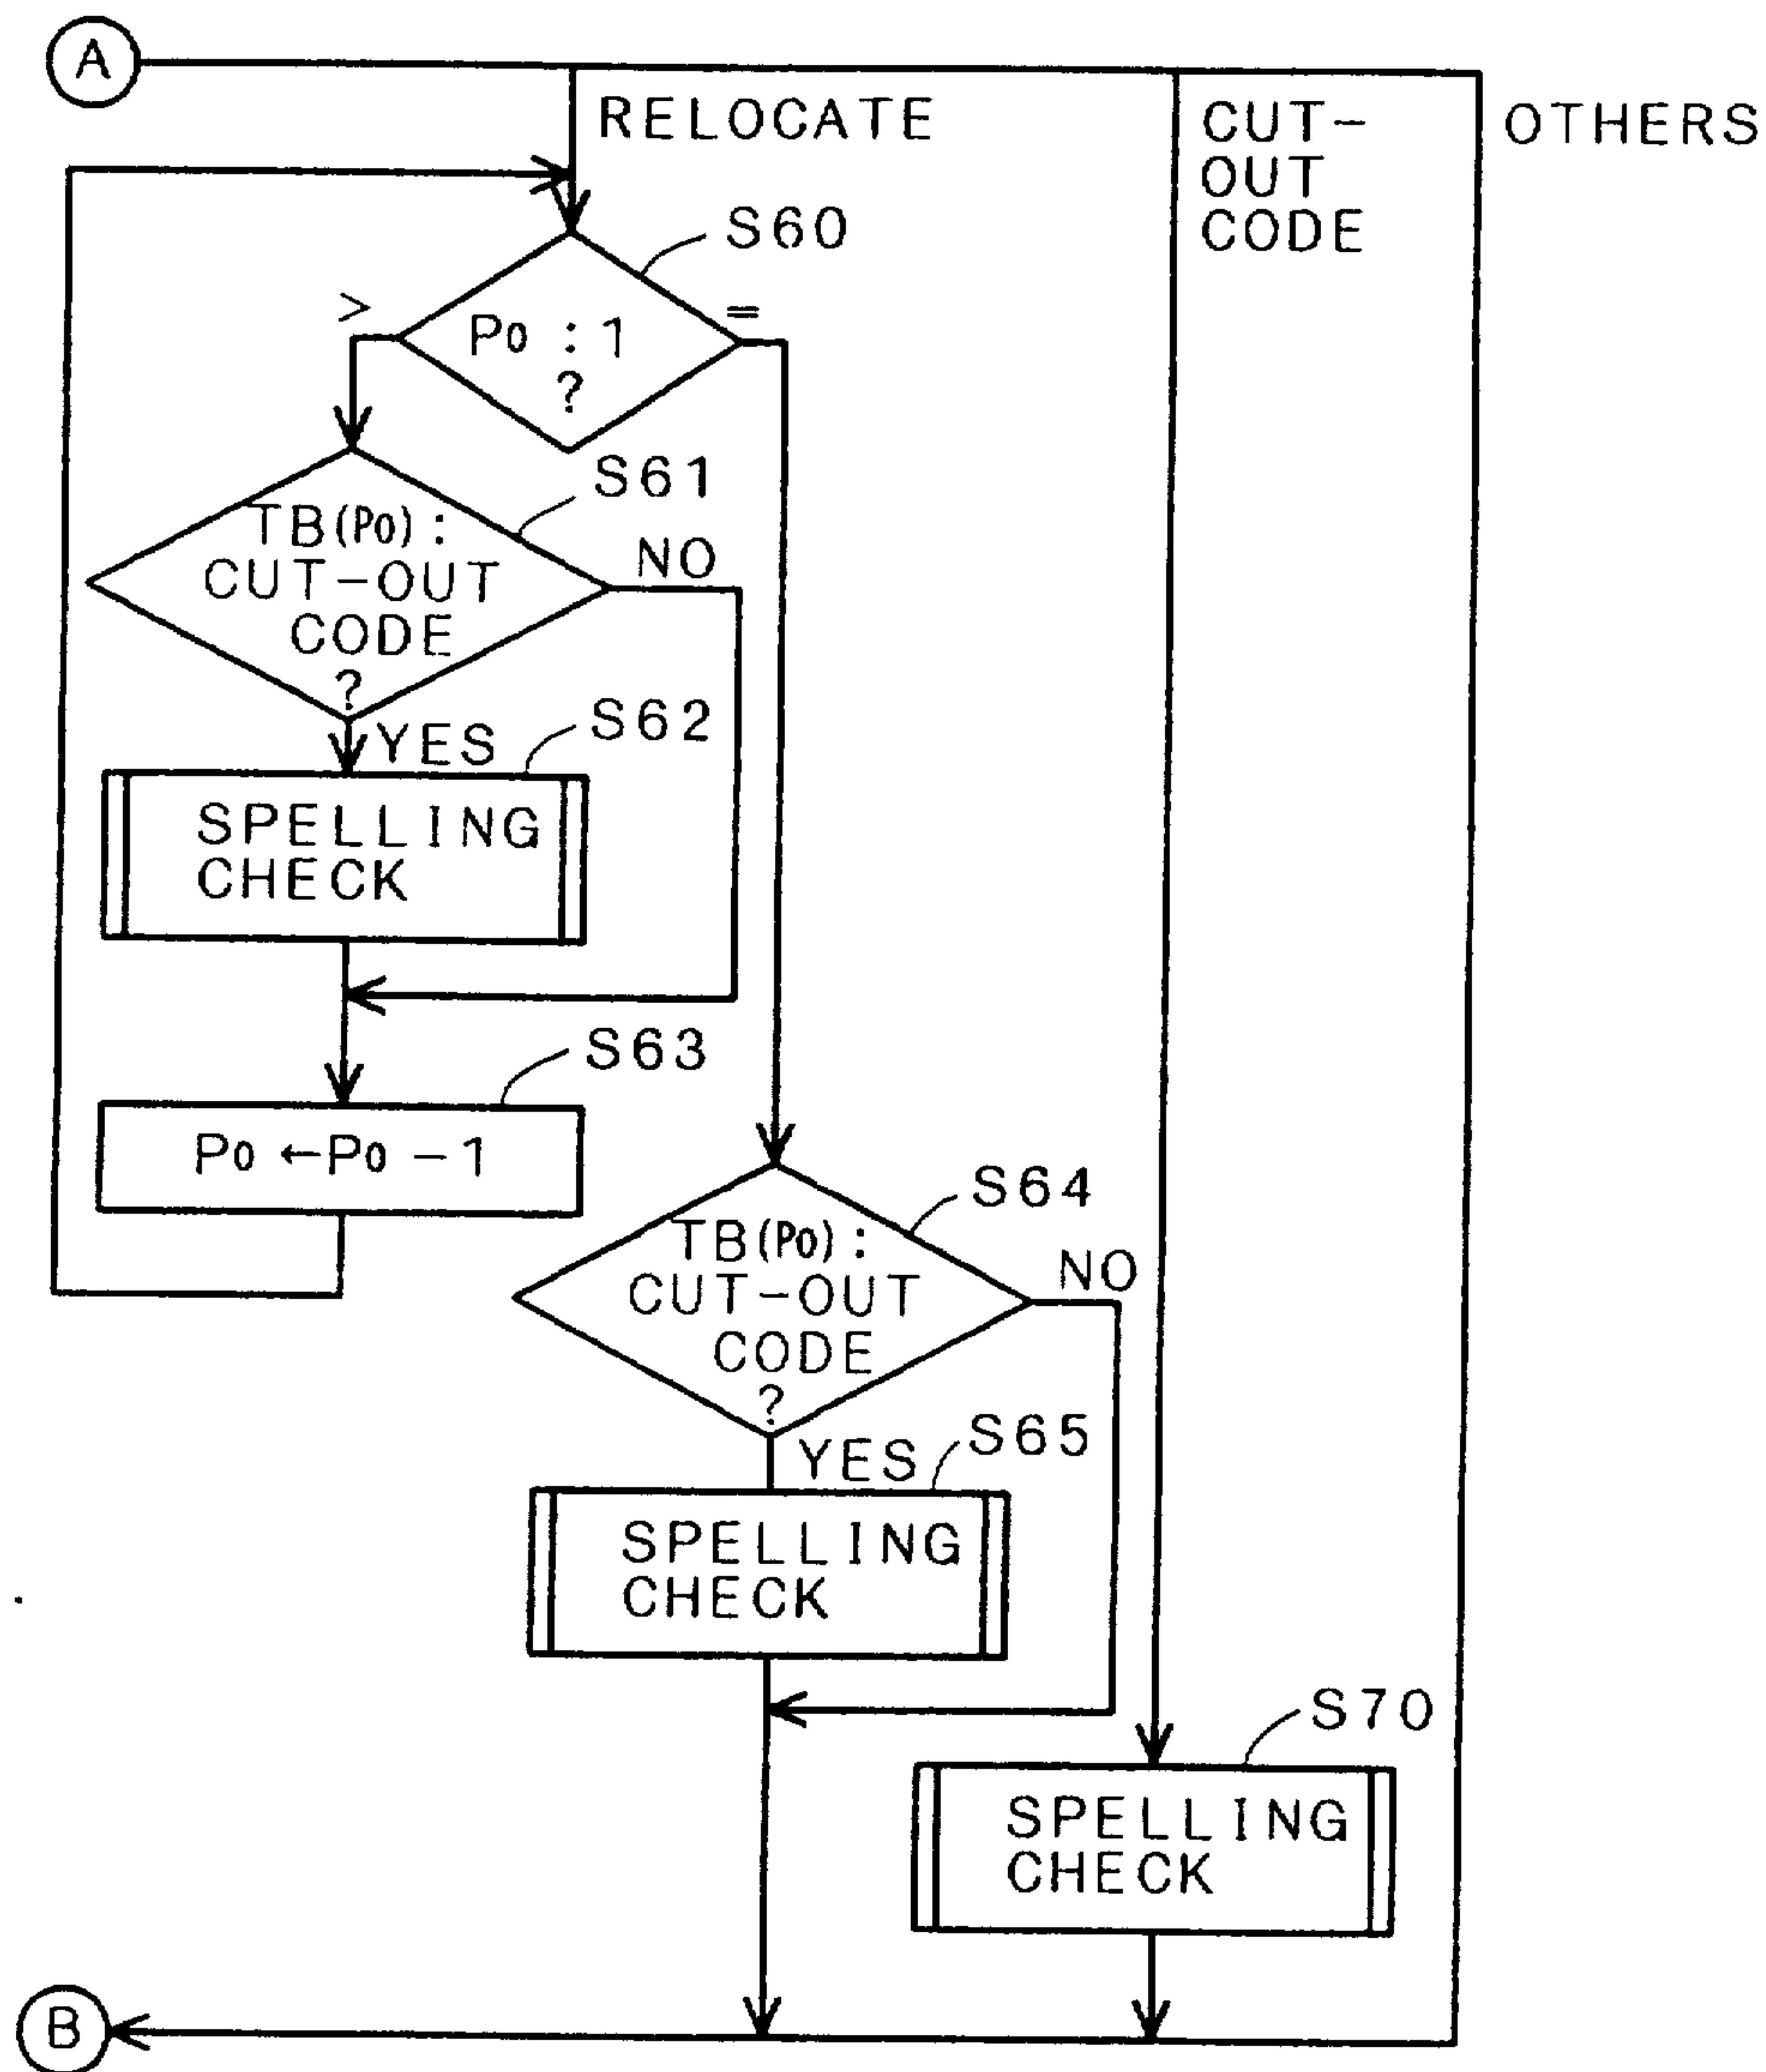 A
RELOCATE
CUT-
OUT
CODE
OTHERS
S60
>
=
P0 : 1
?
S61
TB(P0) :
CUT-OUT
CODE
?
NO
YES
S62
SPELLING
CHECK
S63
P0 ←P0 -1
S64
TB(P0) :
CUT-OUT
CODE
?
NO
YES
S65
SPELLING
CHECK
S70
SPELLING
CHECK
B